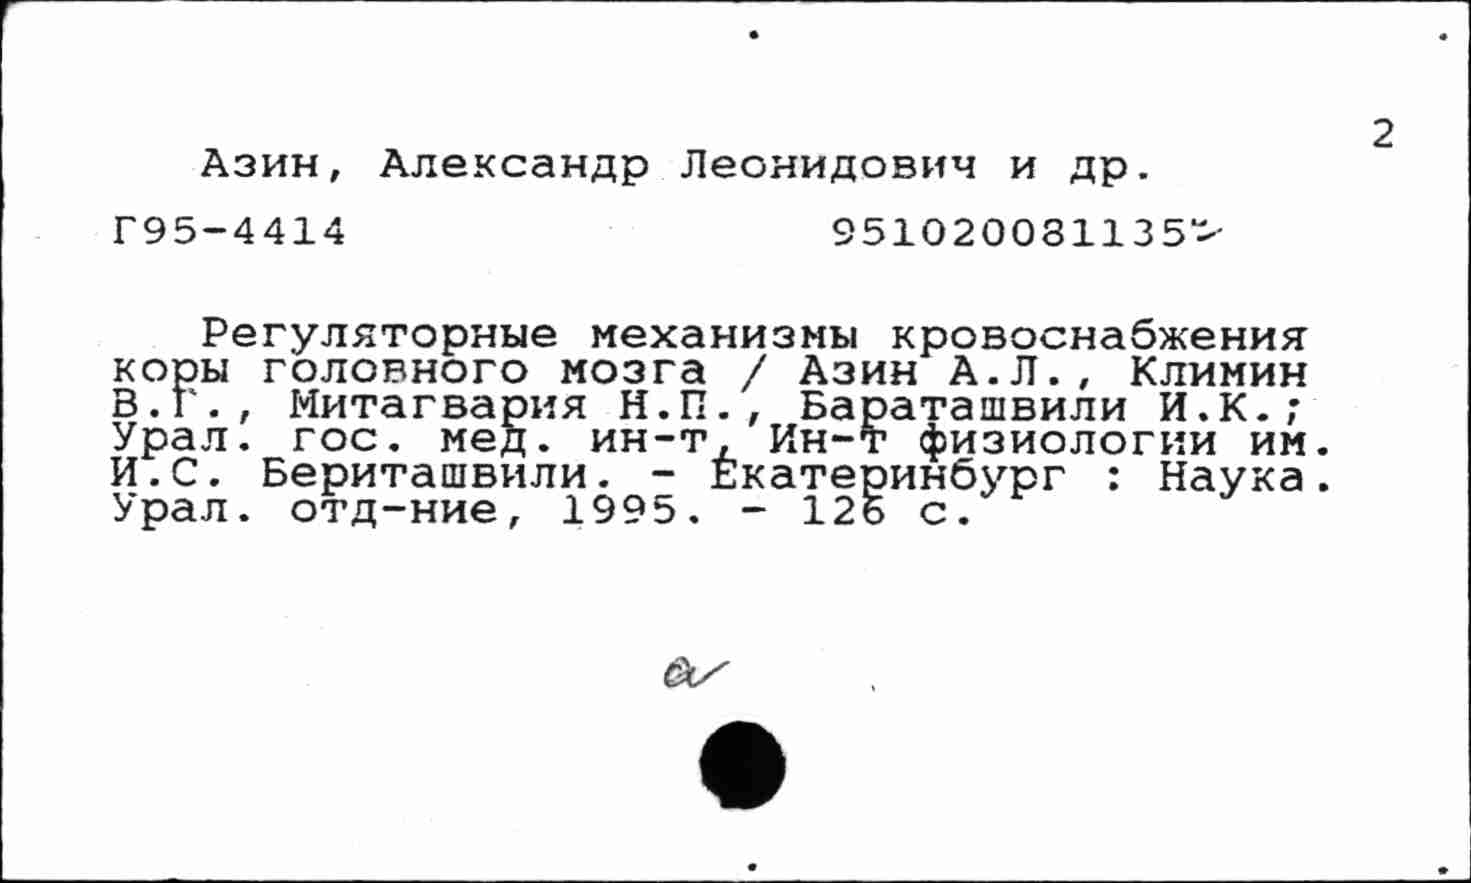 2
Азин, Александр Леонидович и др.
Г95-4414 951020081135
Регуляторные механизмы кровоснабжения
коры головного мозга / Азин А.Л., Климин
В.Г., Митагвария Н.П., Бараташвили И.К.;
Урал. гос. мед. ин-т, Ин-т физиологии им.
И.С. Бериташвили. - Екатеринбург : Наука.
Урал. отд-ние, 1995. - 126 с.